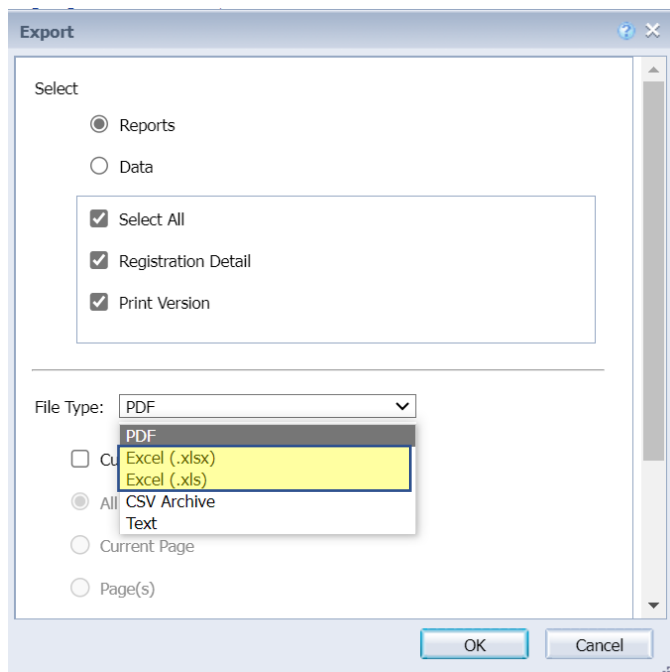 Export
Select
Reports
Data
Select All
Registration Detail
Print Version
File Type: PDF
PDF
Excel (.xlsx)
Excel (.xls)
CSV Archive
Text
All
Current Page
Page(s)
OK Cancel